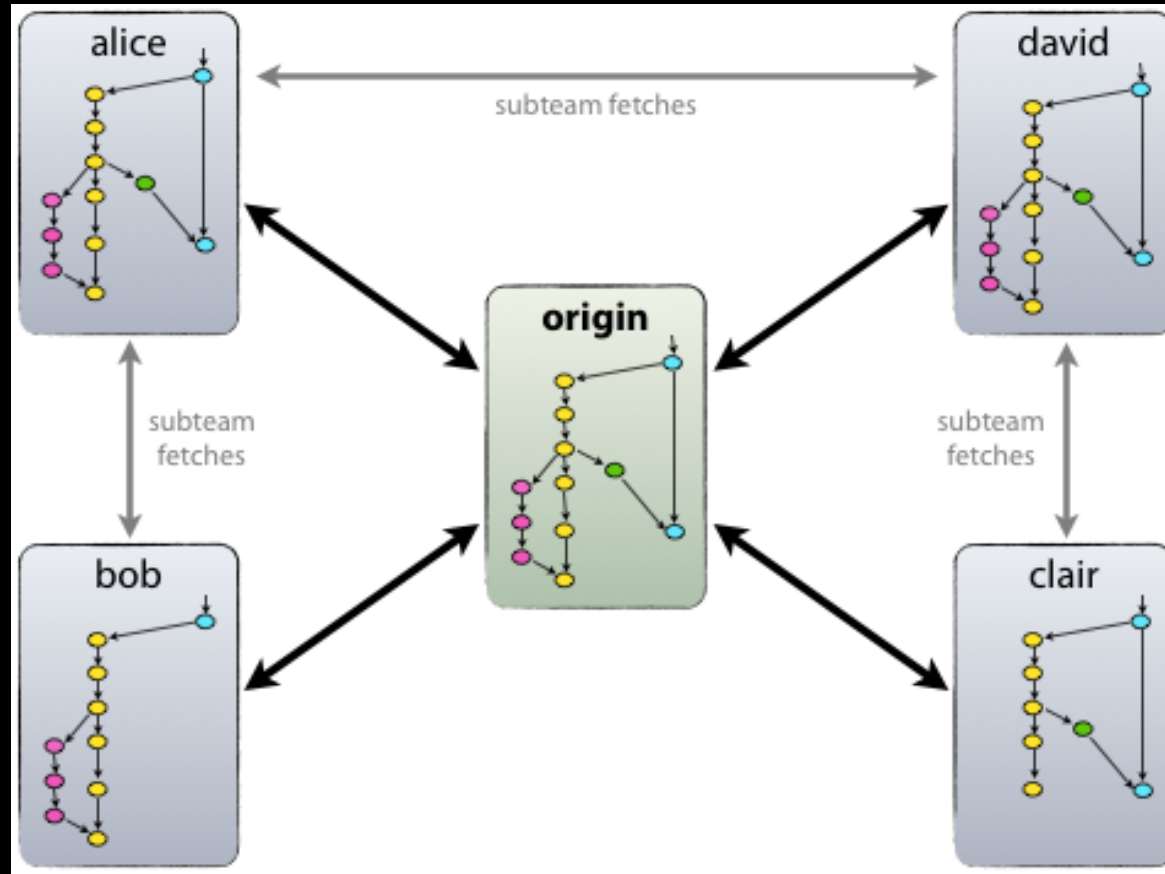 alice
david
subteam fetches
origin
subteam
fetches
subteam
fetches
bob
clair